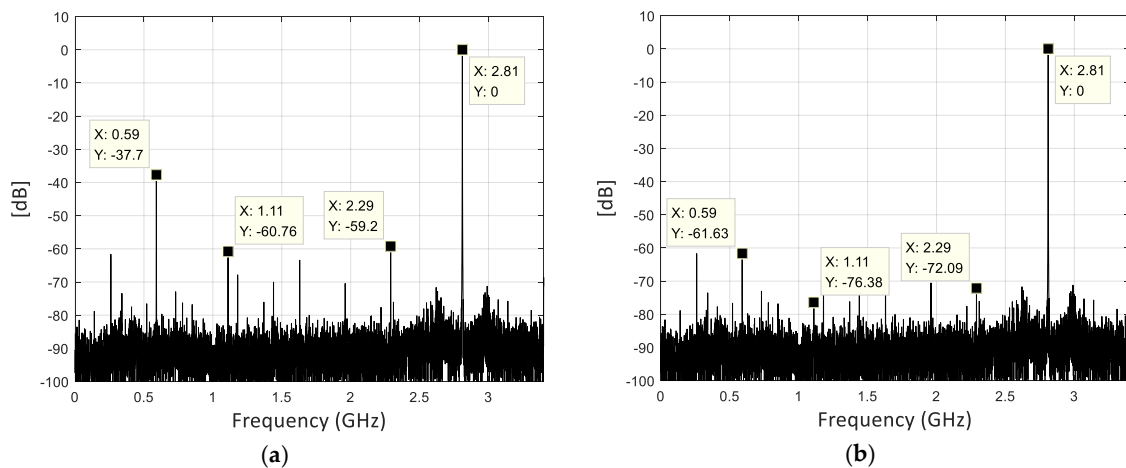 10
0
-10
-20
-30
-40
-50
-60
-70
-80
-90
-100
[dB]
X: 0.59
Y: -37.7
X: 1.11
Y: -60.76
X: 2.29
Y: -59.2
X: 2.81
Y: 0
0 0.5 1 1.5 2 2.5 3
Frequency (GHz)
(a)
10
0
-10
-20
-30
-40
-50
-60
-70
-80
-90
-100
[dB]
X: 0.59
Y: -61.63
X: 1.11
Y: -76.38
X: 2.29
Y: -72.09
X: 2.81
Y: 0
0 0.5 1 1.5 2 2.5 3
Frequency (GHz)
(b)